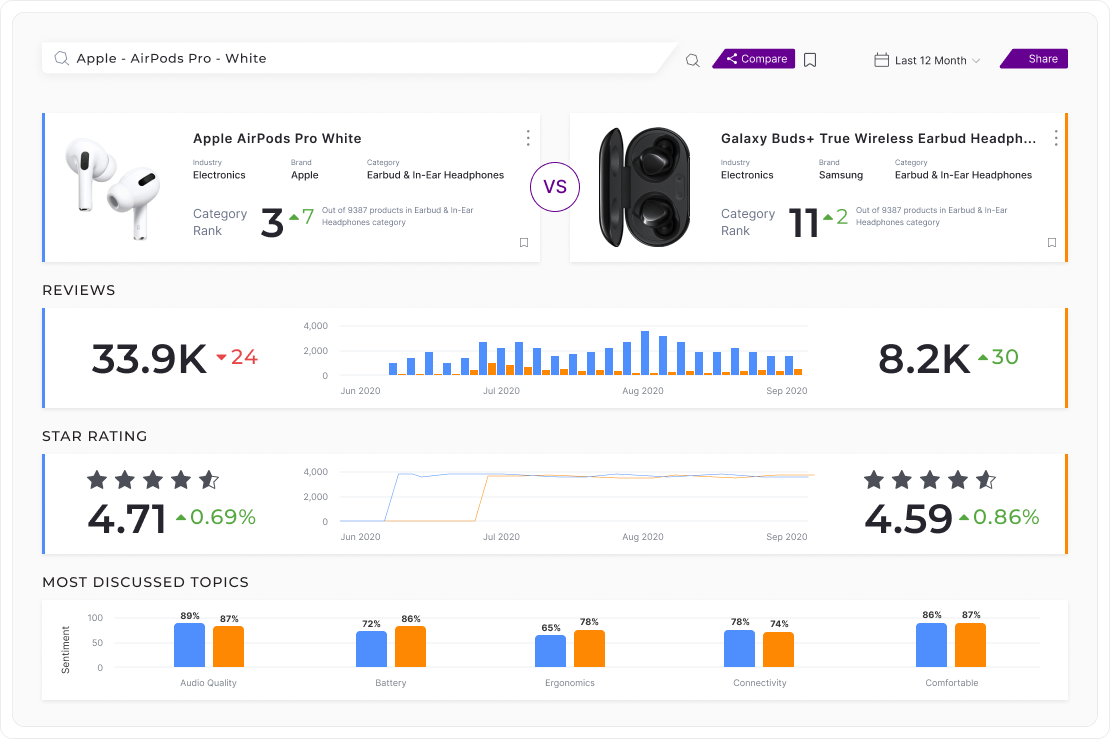 Apple - AirPods Pro - White
Compare
Last 12 Month
Share
Apple AirPods Pro White
Industry Brand Category
Electronics Apple Earbud & In-Ear Headphones
Category Rank
3 7
Out of 9387 products in Earbud & In-Ear
Headphones category
VS
Galaxy Buds+ True Wireless Earbud Headph...
Industry Brand Category
Electronics Samsung Earbud & In-Ear Headphones
Category Rank
11 2
Out of 9387 products in Earbud & In-Ear
Headphones category
REVIEWS
33.9K 24
4,000
2,000
0
Jun 2020 Jul 2020 Aug 2020 Sep 2020
8.2K 30
STAR RATING
4.71 0.69%
4,000
2,000
0
Jun 2020 Jul 2020 Aug 2020 Sep 2020
4.59 0.86%
MOST DISCUSSED TOPICS
Sentiment
100
50
0
89% 87% 72% 86% 65% 78% 78% 74% 86% 87%
Audio Quality Battery Ergonomics Connectivity Comfortable